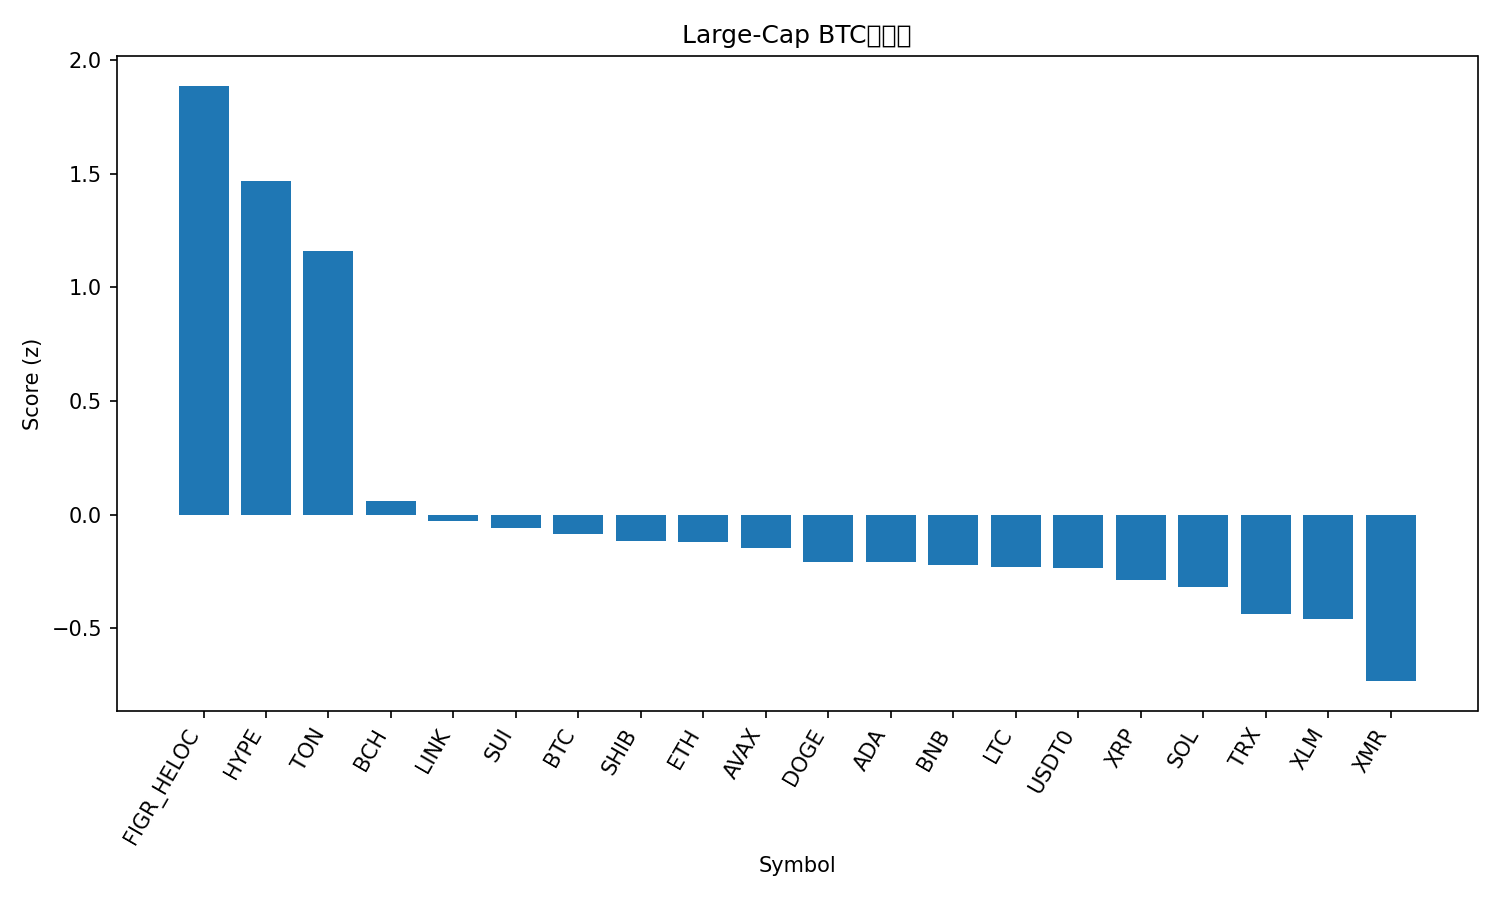 Large-Cap BTC
2.0
1.5
1.0
0.5
0.0
−0.5
Score (z)
FIGR_HELOC
HYPE
TON
BCH
LINK
SUI
BTC
SHIB
ETH
AVAX
DOGE
ADA
BNB
LTC
USDT0
XRP
SOL
TRX
XLM
XMR
Symbol